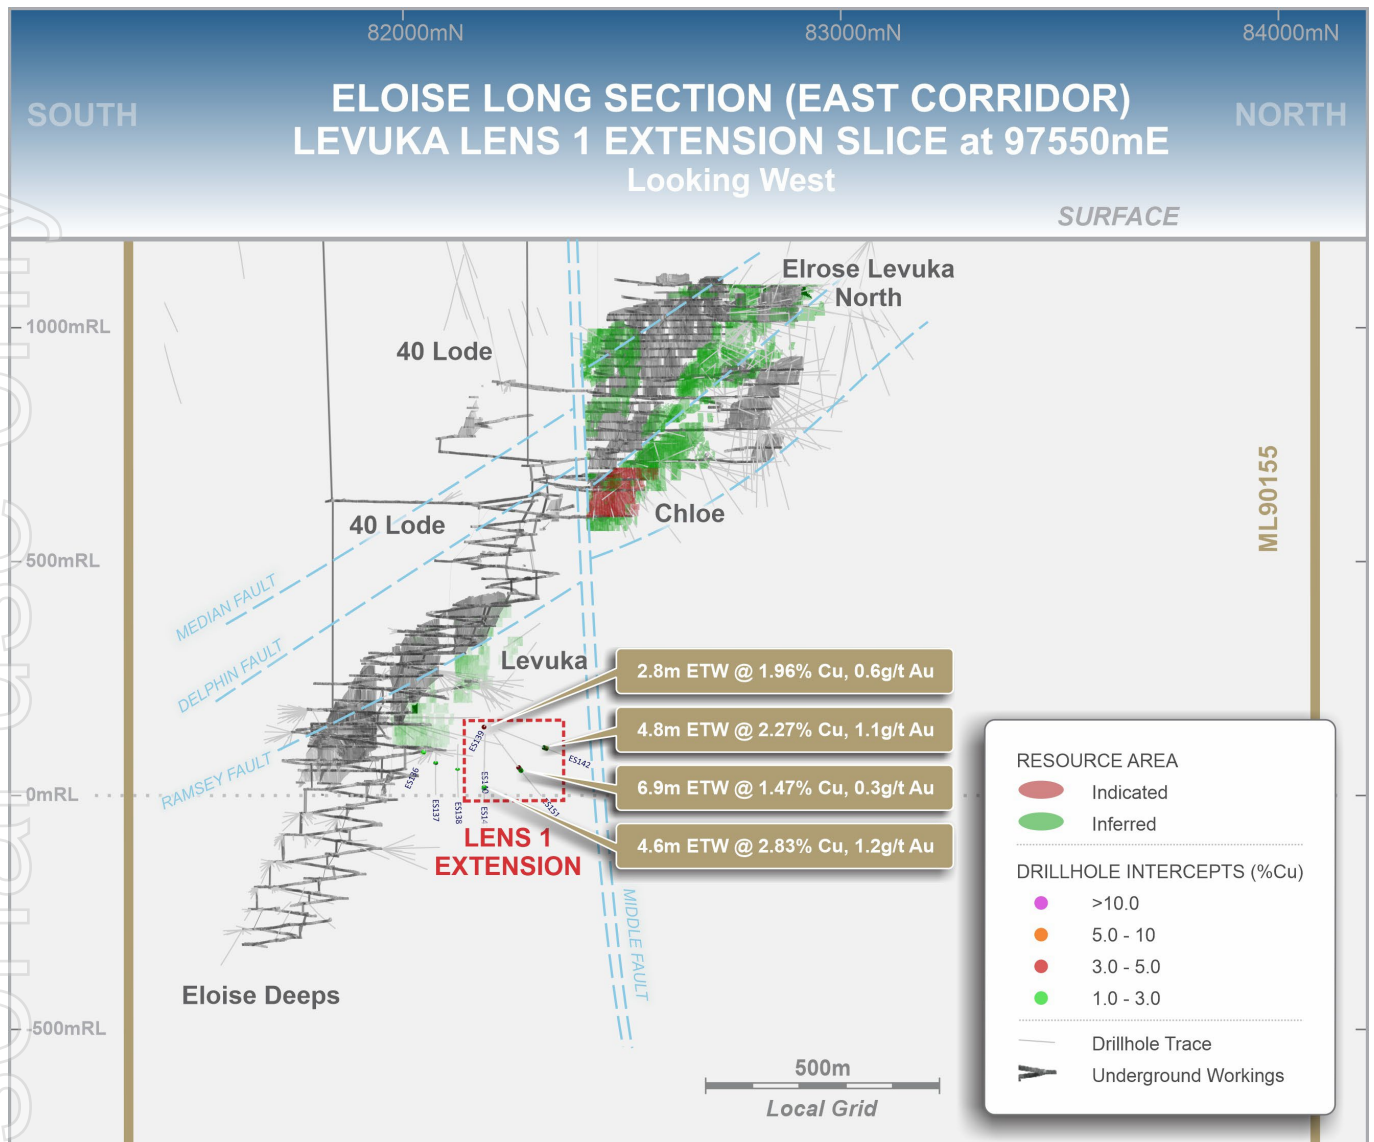 82000mN
83000mN
84000mN
SOUTH
ELOISE LONG SECTION (EAST CORRIDOR)
LEVUKA LENS 1 EXTENSION SLICE at 97550mE
Looking West
NORTH
SURFACE
Elrose Levuka
North
1000mRL
40 Lode
ML90155
Chloe
40 Lode
500mRL
MEDIAN FAULT
DELPHIN FAULT
RAMSEY FAULT
Levuka
2.8m ETW @ 1.96% Cu, 0.6g/t Au
4.8m ETW @ 2.27% Cu, 1.1g/t Au
6.9m ETW @ 1.47% Cu, 0.3g/t Au
4.6m ETW @ 2.83% Cu, 1.2g/t Au
ES139
ES142
ES151
ES137
ES138
0mRL
LENS 1
EXTENSION
MIDDLE FAULT
Eloise Deeps
-500mRL
500m
Local Grid
RESOURCE AREA
Indicated
Inferred
DRILLHOLE INTERCEPTS (%Cu)
>10.0
5.0 - 10
3.0 - 5.0
1.0 - 3.0
Drillhole Trace
Underground Workings